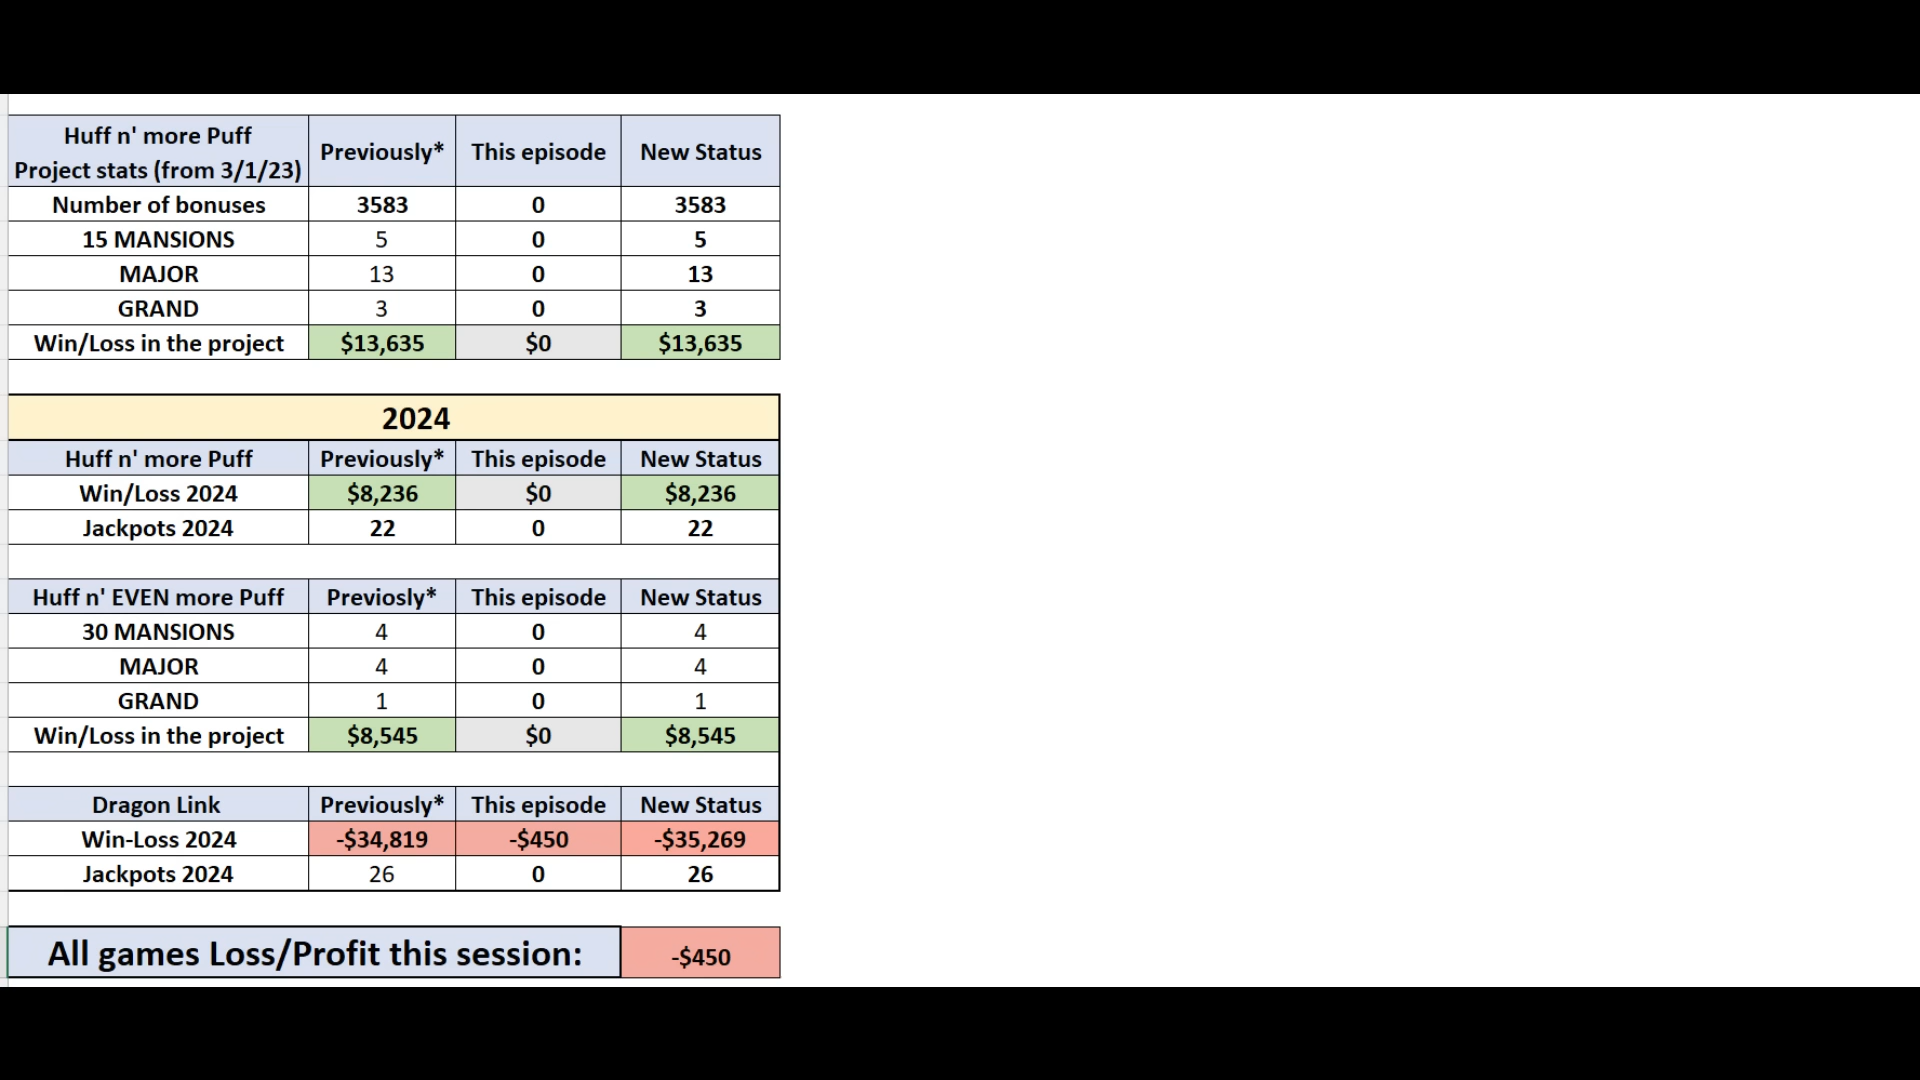 Huff n' more Puff
Project stats (from 3/1/23) Previously* This episode New Status
Number of bonuses 3583 0 3583
15 MANSIONS 5 0 5
MAJOR 13 0 13
GRAND 3 0 3
Win/Loss in the project $13,635 $0 $13,635
2024
Huff n' more Puff Previously* This episode New Status
Win/Loss 2024 $8,236 $0 $8,236
Jackpots 2024 22 0 22
Huff n' EVEN more Puff Previosly* This episode New Status
30 MANSIONS 4 0 4
MAJOR 4 0 4
GRAND 1 0 1
Win/Loss in the project $8,545 $0 $8,545
Dragon Link Previously* This episode New Status
Win-Loss 2024 -$34,819 -$450 -$35,269
Jackpots 2024 26 0 26
All games Loss/Profit this session: -$450